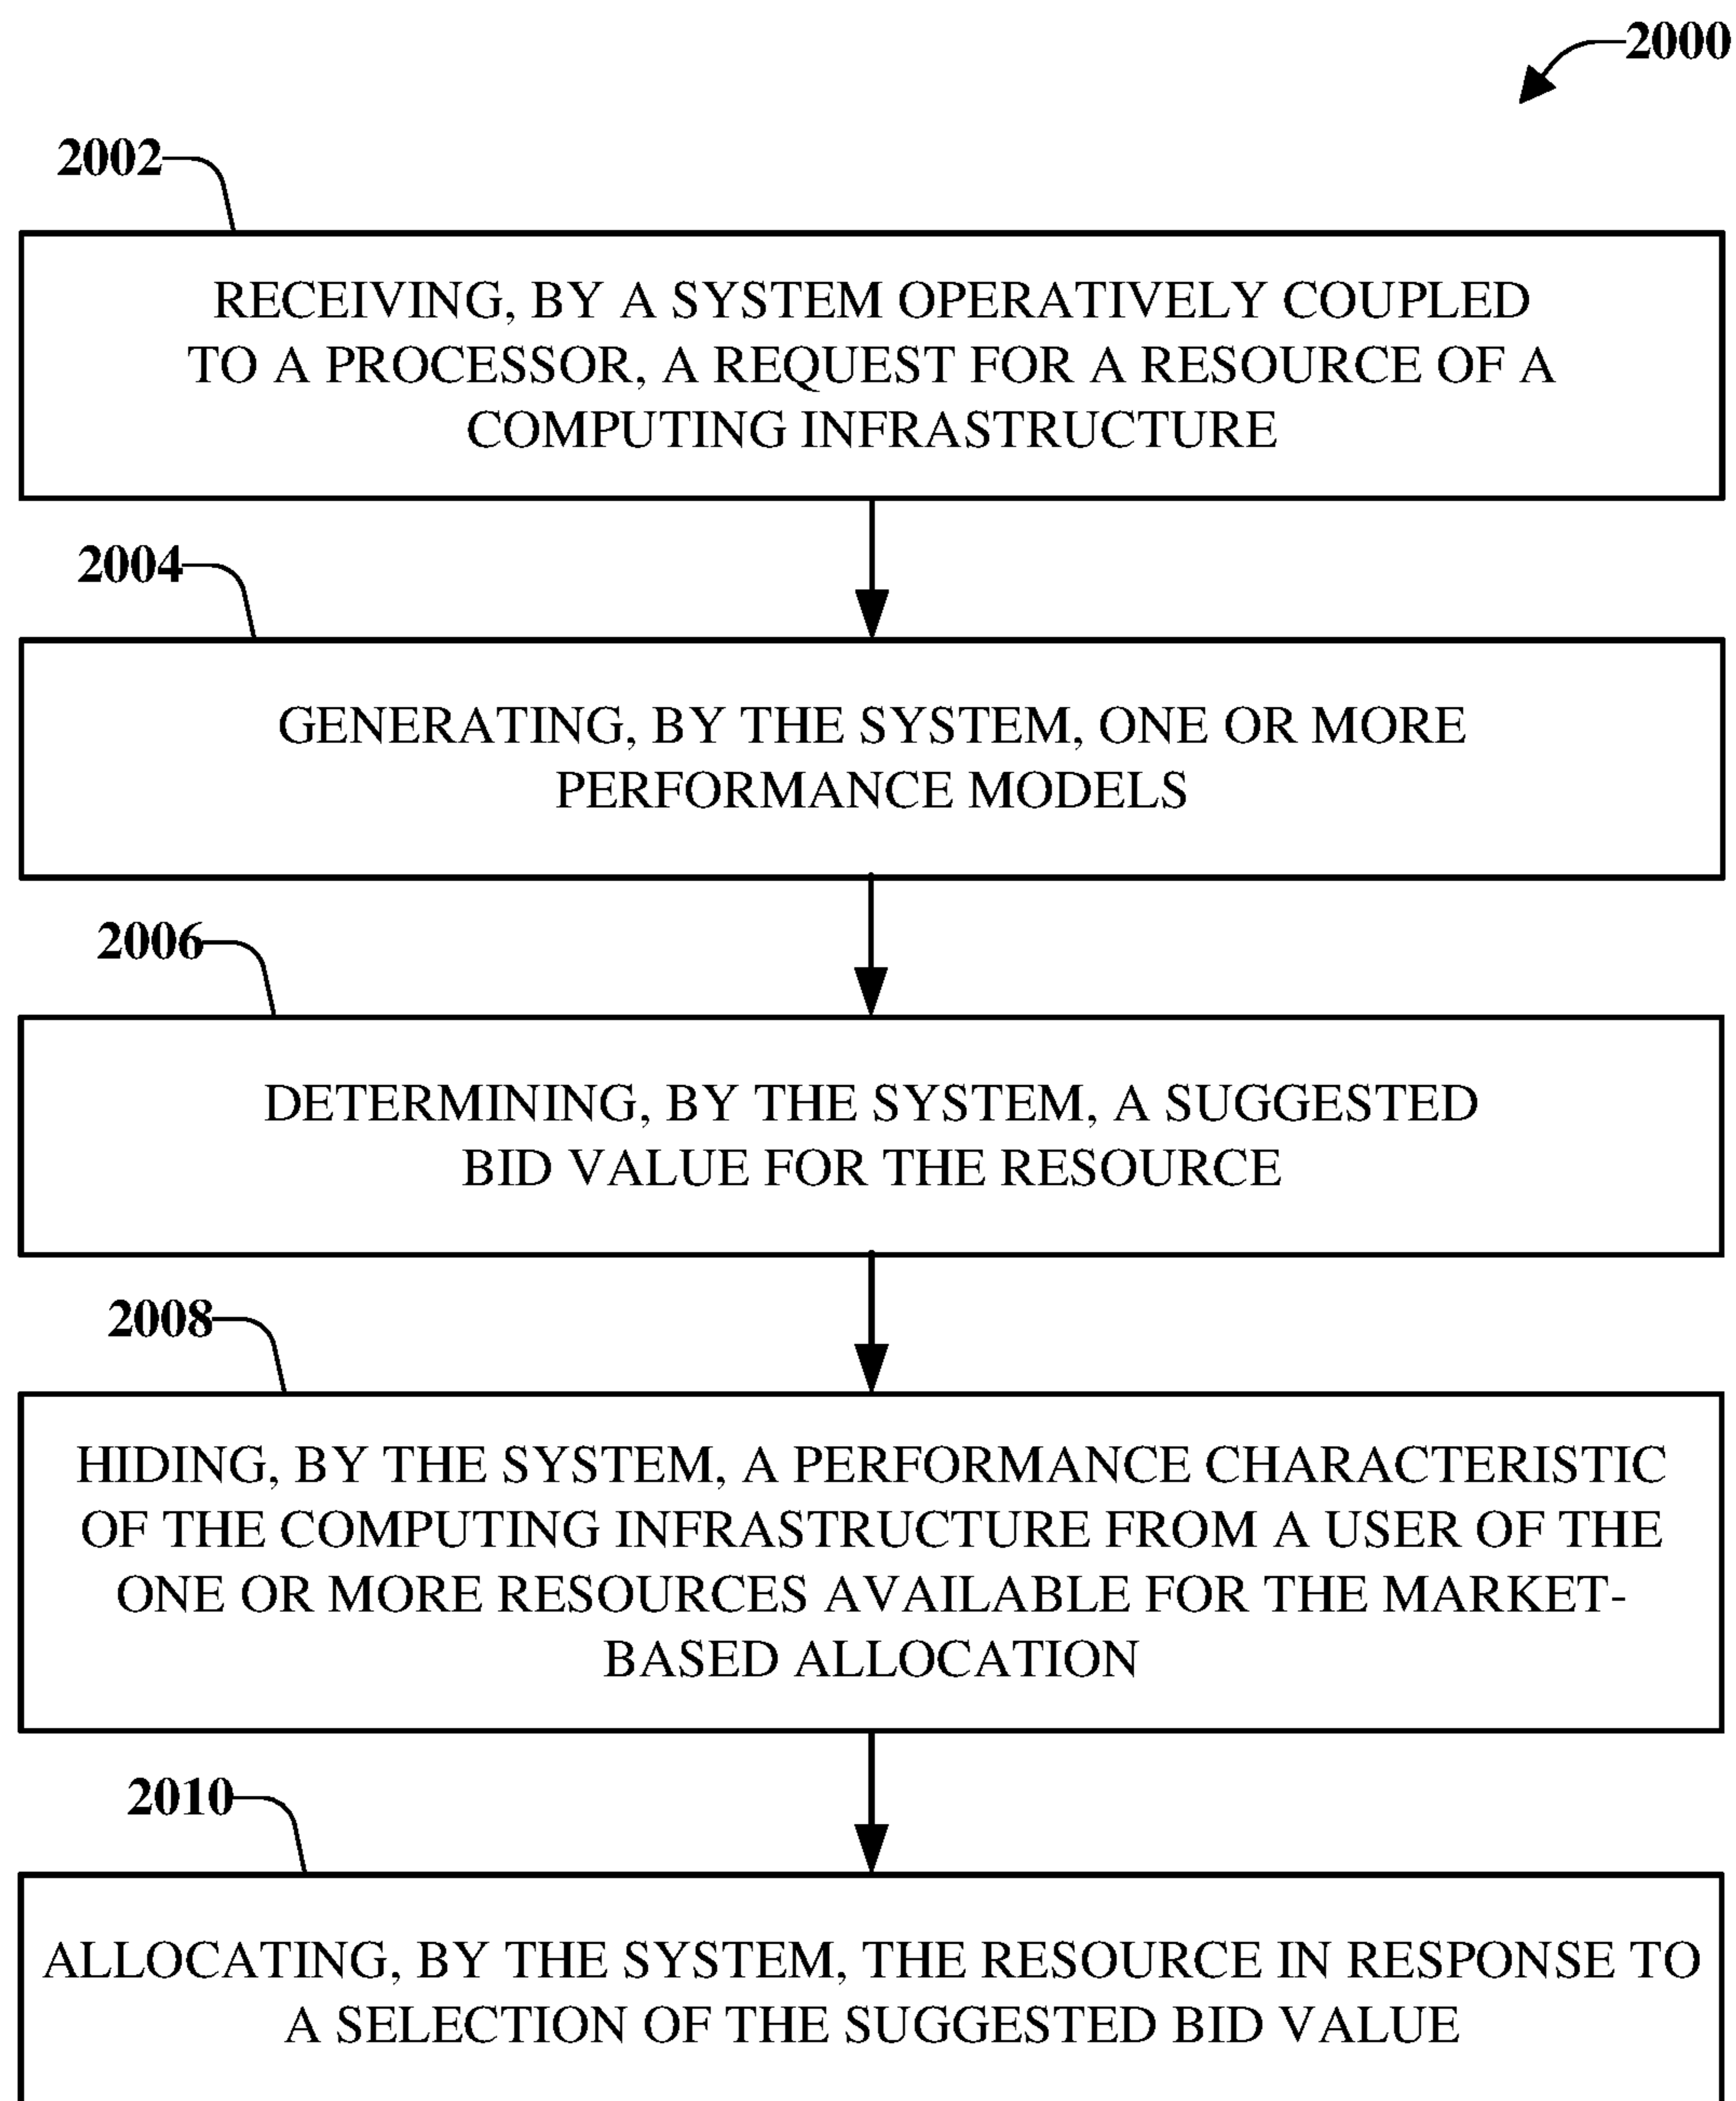 2000
2002
RECEIVING, BY A SYSTEM OPERATIVELY COUPLED
TO A PROCESSOR, A REQUEST FOR A RESOURCE OF A
COMPUTING INFRASTRUCTURE
2004
GENERATING, BY THE SYSTEM, ONE OR MORE
PERFORMANCE MODELS
2006
DETERMINING, BY THE SYSTEM, A SUGGESTED
BID VALUE FOR THE RESOURCE
2008
HIDING, BY THE SYSTEM, A PERFORMANCE CHARACTERISTIC
OF THE COMPUTING INFRASTRUCTURE FROM A USER OF THE
ONE OR MORE RESOURCES AVAILABLE FOR THE MARKET-
BASED ALLOCATION
2010
ALLOCATING, BY THE SYSTEM, THE RESOURCE IN RESPONSE TO
A SELECTION OF THE SUGGESTED BID VALUE